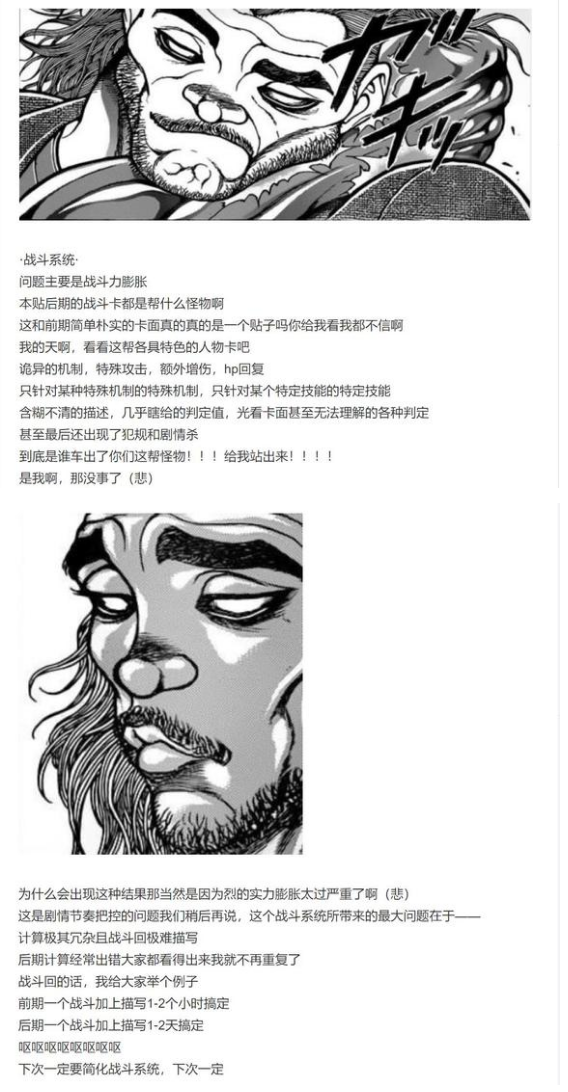 ガギッ
·战斗系统·
问题主要是战斗力膨胀
本贴后期的战斗卡都是帮什么怪物啊
这和前期简单朴实的卡面真的真的是一个贴子吗你给我看我都不信啊
我的天啊，看看这帮各具特色的人物卡吧
诡异的机制，特殊攻击，额外增伤，hp回复
只针对某种特殊机制的特殊机制，只针对某个特定技能的特定技能
含糊不清的描述，几乎瞎给的判定值，光看卡面甚至无法理解的各种判定
甚至最后还出现了犯规和剧情杀
到底是谁车出了你们这帮怪物！！！给我站出来！！！！
是我啊，那没事了（悲）
为什么会出现这种结果那当然是因为烈的实力膨胀太过严重了啊（悲）
这是剧情节奏把控的问题我们稍后再说，这个战斗系统所带来的最大问题在于——
计算极其冗杂且战斗回极难描写
后期计算经常出错大家都看得出来我就不再重复了
战斗回的话，我给大家举个例子
前期一个战斗加上描写1-2个小时搞定
后期一个战斗加上描写1-2天搞定
呕呕呕呕呕呕呕呕
下次一定要简化战斗系统，下次一定